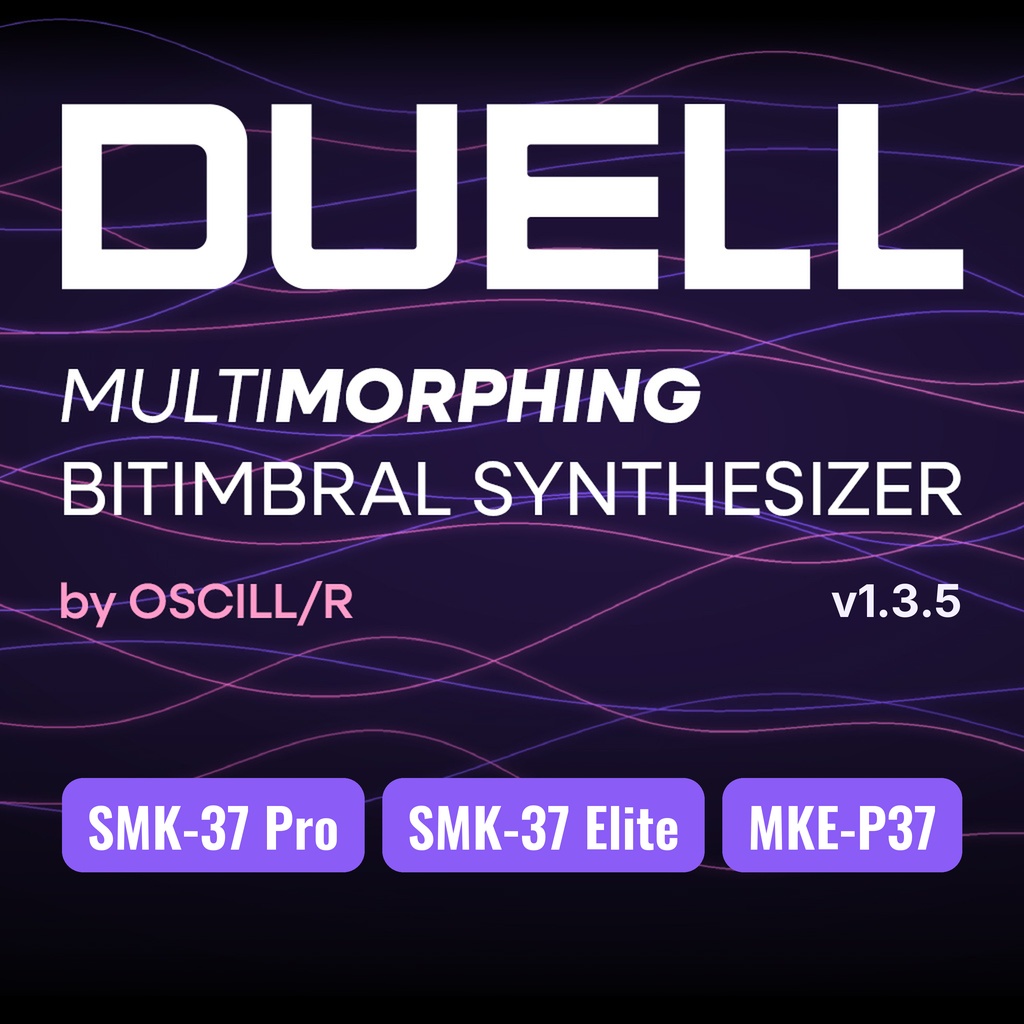 DUELL
MULTIMORPHING
BITIMBRAL SYNTHESIZER
by OSCILL/R v1.3.5
SMK-37 Pro SMK-37 Elite MKE-P37